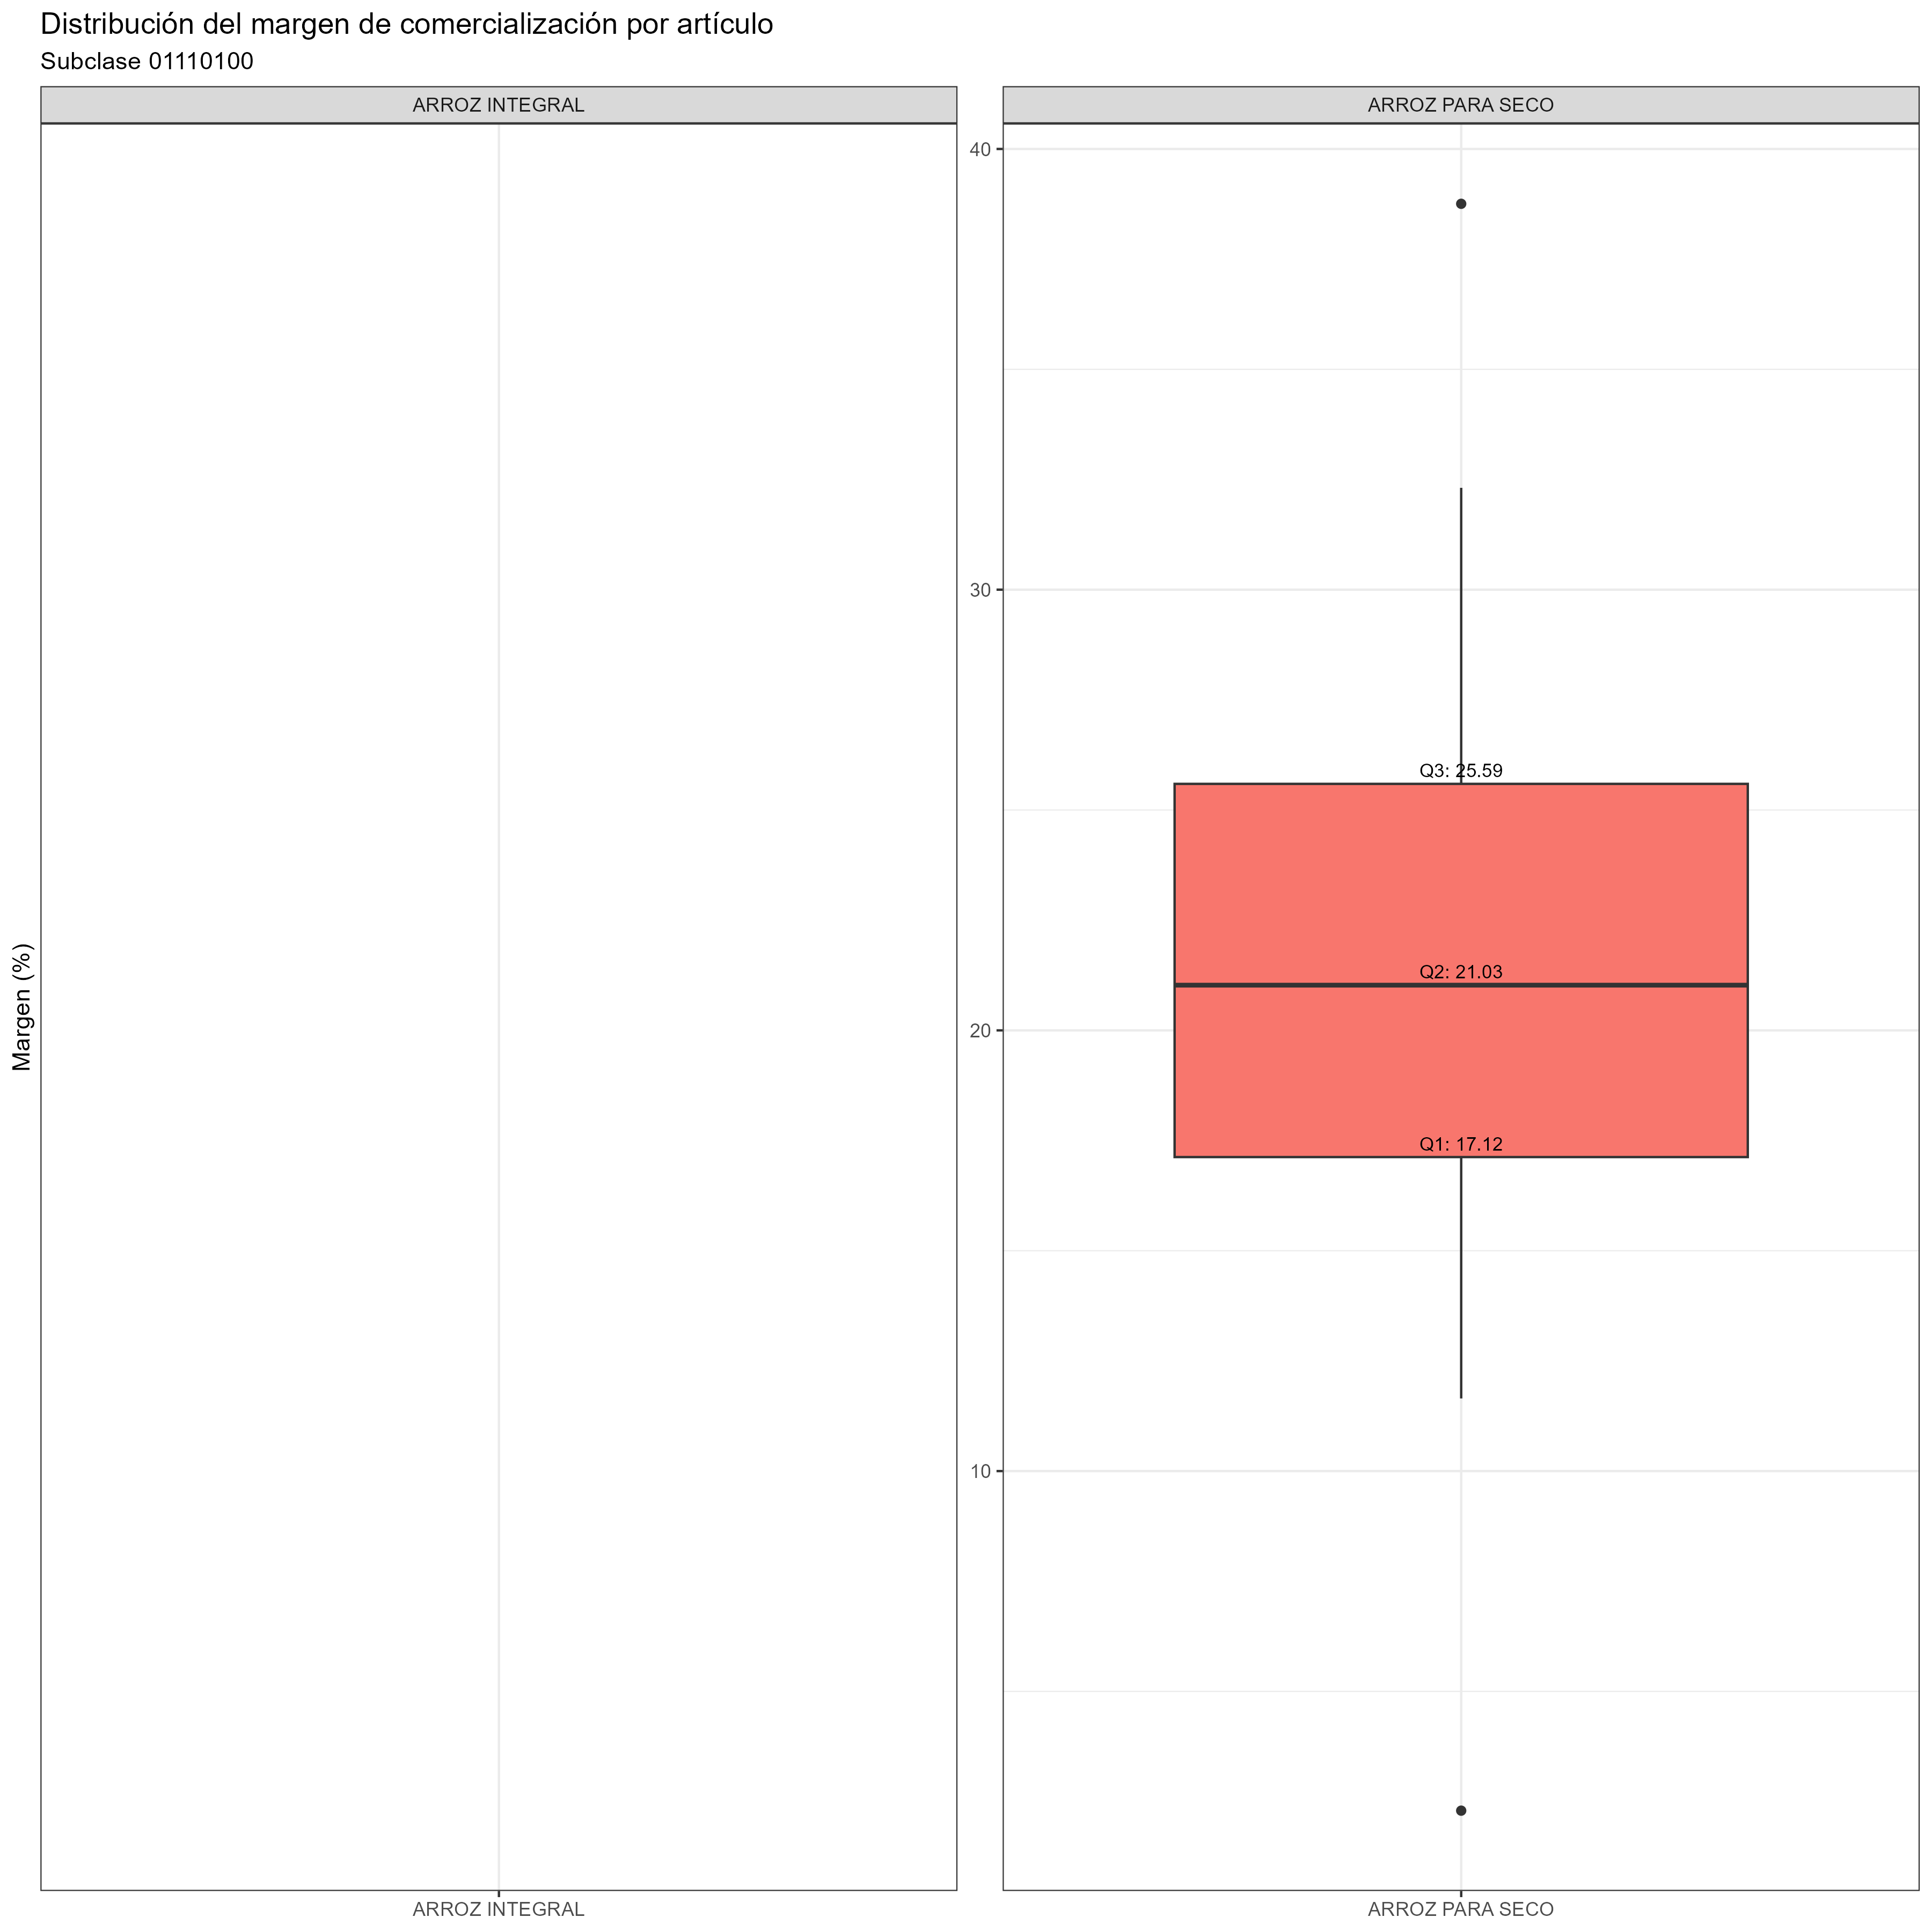 Distribución del margen de comercialización por artículo
Subclase 01110100
ARROZ INTEGRAL
ARROZ PARA SECO
Margen (%)
40
30
20
10
Q3: 25.59
Q2: 21.03
Q1: 17.12
ARROZ INTEGRAL
ARROZ PARA SECO